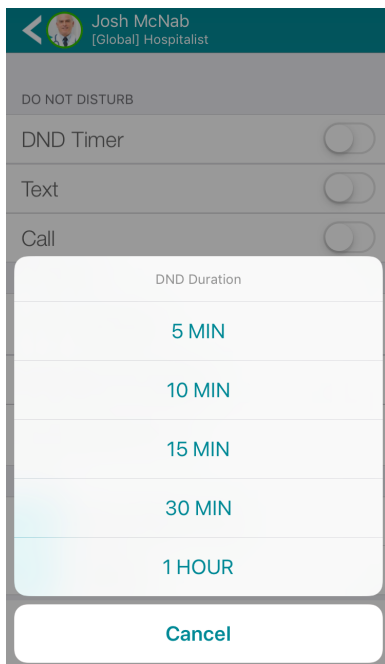 Josh McNab
[Global] Hospitalist
DO NOT DISTURB
DND Timer
Text
Call
DND Duration
5 MIN
10 MIN
15 MIN
30 MIN
1 HOUR
Cancel